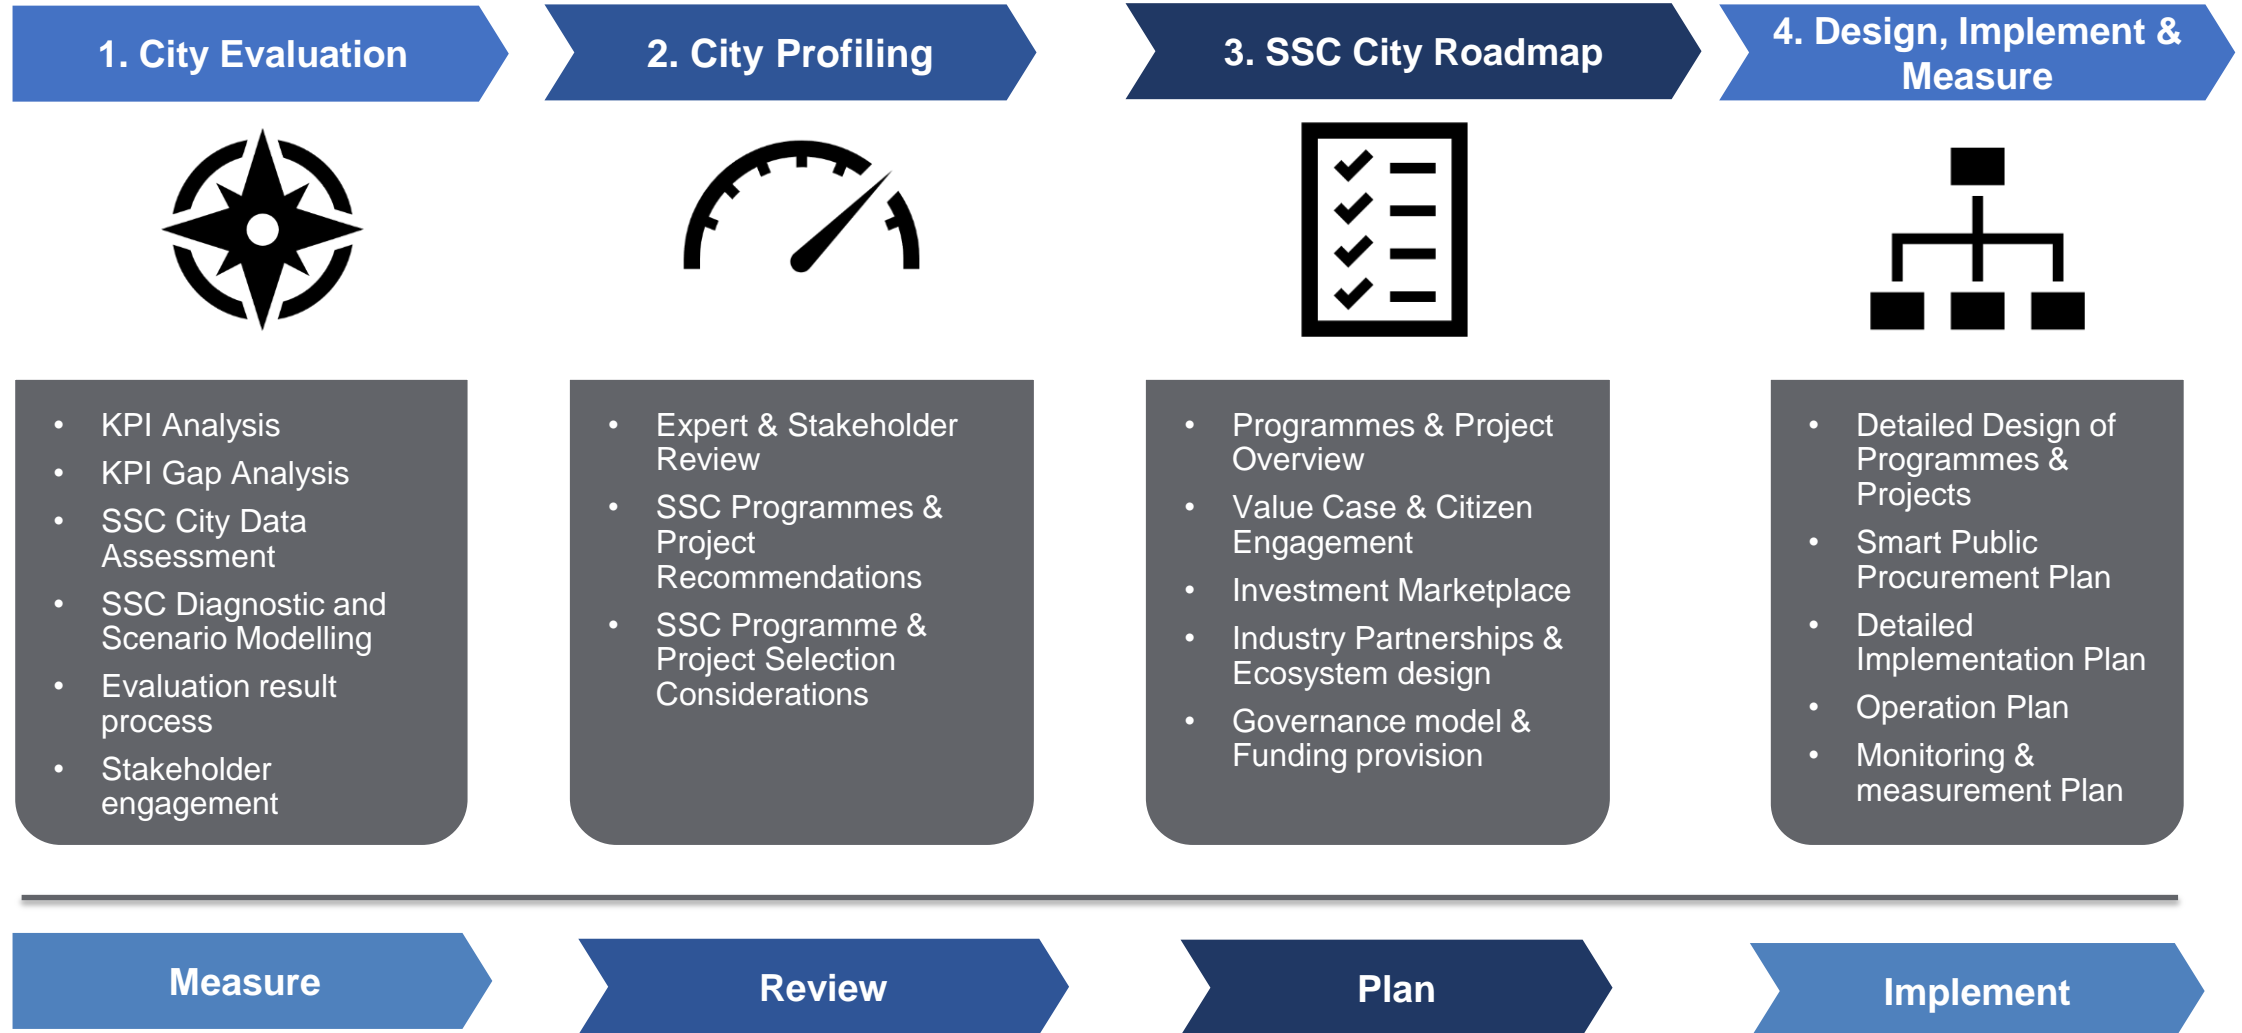 1. City Evaluation
2. City Profiling
3. SSC City Roadmap
4. Design, Implement &
Measure
• KPI Analysis
• KPI Gap Analysis
• SSC City Data
Assessment
• SSC Diagnostic and
Scenario Modelling
• Evaluation result
process
• Stakeholder
engagement
• Expert & Stakeholder
Review
• SSC Programmes &
Project
Recommendations
• SSC Programme &
Project Selection
Considerations
• Programmes & Project
Overview
• Value Case & Citizen
Engagement
• Investment Marketplace
• Industry Partnerships &
Ecosystem design
• Governance model &
Funding provision
• Detailed Design of
Programmes &
Projects
• Smart Public
Procurement Plan
• Detailed
Implementation Plan
• Operation Plan
• Monitoring &
measurement Plan
Measure
Review
Plan
Implement